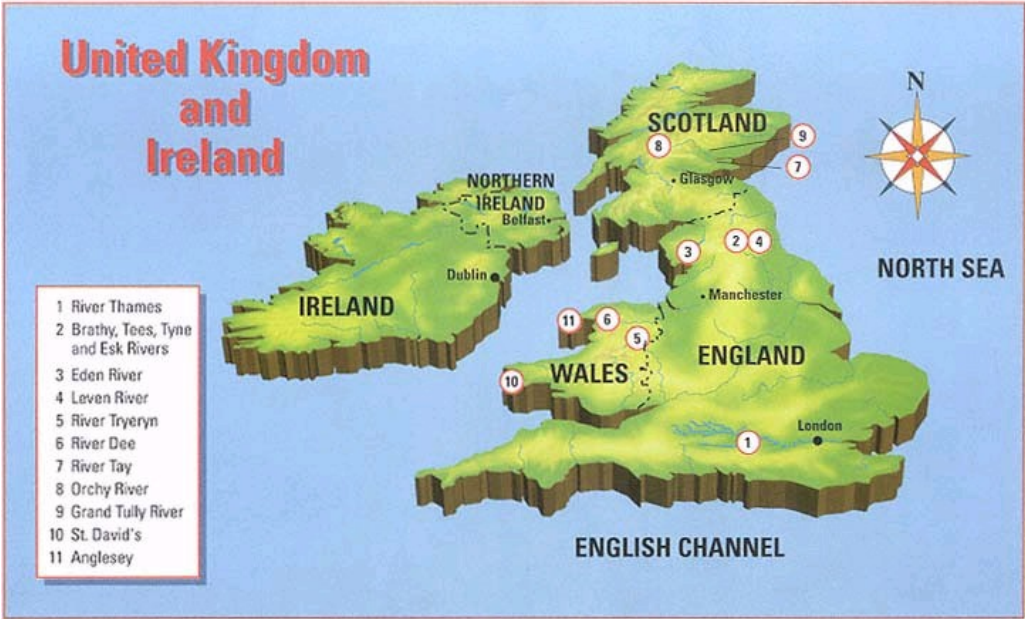 United Kingdom
and
Ireland
N
SCOTLAND
9
8
7
Glasgow
NORTHERN
IRELAND
Belfast
2
4
3
NORTH SEA
Dublin
Manchester
IRELAND
11
6
5
ENGLAND
WALES
10
London
1
ENGLISH CHANNEL
1 River Thames
2 Brathy, Tees, Tyne
and Esk Rivers
3 Eden River
4 Leven River
5 River Tryeryn
6 River Dee
7 River Tay
8 Orchy River
9 Grand Tully River
10 St. David's
11 Anglesey